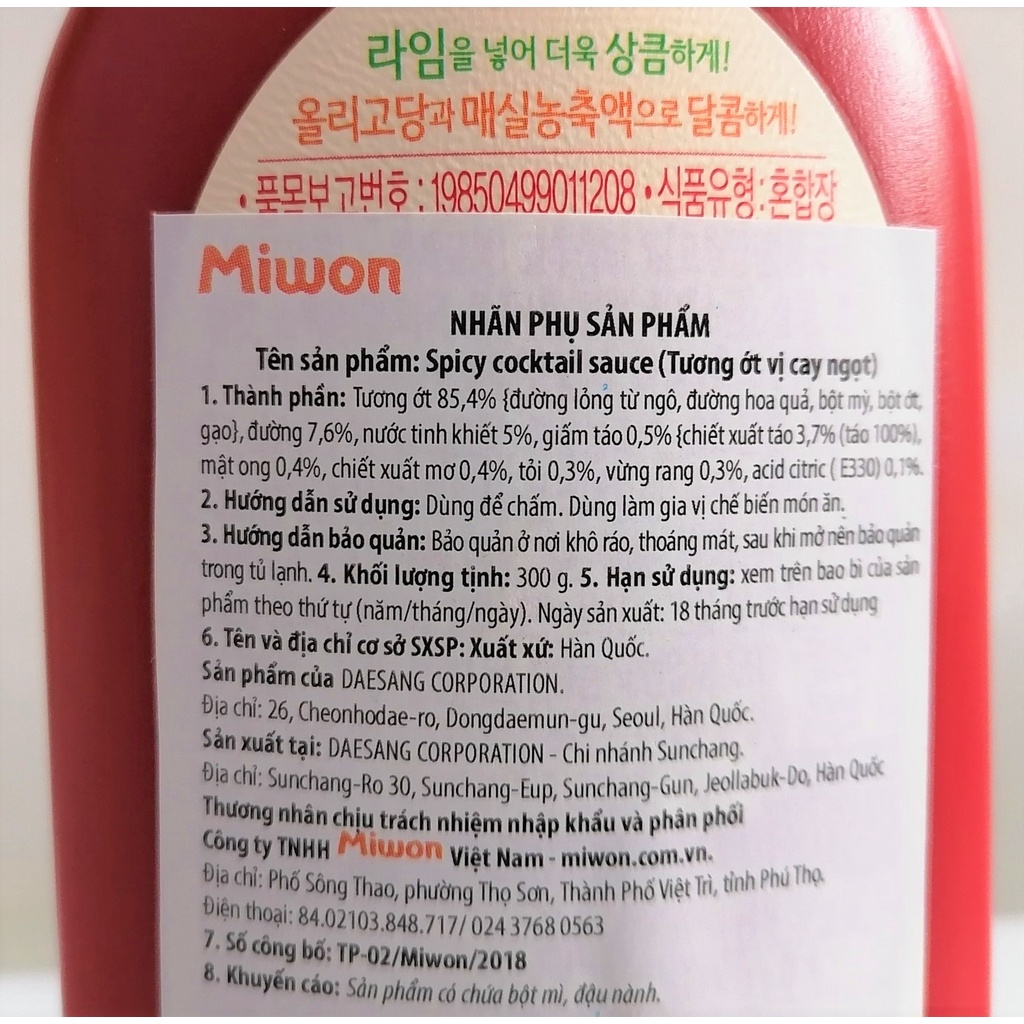 라임을 넣어 더욱 상큼하게!
올리고당과 매실농축액으로 달콤하게!
• 품목보고번호 : 19850499011208 • 식품유형: 혼합장
Miwon
NHÃN PHỤ SẢN PHẨM
Tên sản phẩm: Spicy cocktail sauce (Tương ớt vị cay ngọt)
1. Thành phần: Tương ớt 85,4% {đường lỏng từ ngô, đường hoa quả, bột mỳ, bột ớt,
gạo}, đường 7,6%, nước tinh khiết 5%, giấm táo 0,5% {chiết xuất táo 3,7% (táo 100%),
mật ong 0,4%, chiết xuất mơ 0,4%, tỏi 0,3%, vừng rang 0,3%, acid citric ( E330) 0,1%.
2. Hướng dẫn sử dụng: Dùng để chấm. Dùng làm gia vị chế biến món ăn.
3. Hướng dẫn bảo quản: Bảo quản ở nơi khô ráo, thoáng mát, sau khi mở nên bảo quản
trong tủ lạnh. 4. Khối lượng tịnh: 300 g. 5. Hạn sử dụng: xem trên bao bì của sản
phẩm theo thứ tự (năm/tháng/ngày). Ngày sản xuất: 18 tháng trước hạn sử dụng
6. Tên và địa chỉ cơ sở SXSP: Xuất xứ: Hàn Quốc.
Sản phẩm của DAESANG CORPORATION.
Địa chỉ: 26, Cheonhodae-ro, Dongdaemun-gu, Seoul, Hàn Quốc.
Sản xuất tại: DAESANG CORPORATION - Chi nhánh Sunchang.
Địa chỉ: Sunchang-Ro 30, Sunchang-Eup, Sunchang-Gun, Jeollabuk-Do, Hàn Quốc
Thương nhân chịu trách nhiệm nhập khẩu và phân phối
Công ty TNHH Miwon Việt Nam - miwon.com.vn.
Địa chỉ: Phố Sông Thao, phường Thọ Sơn, Thành Phố Việt Trì, tỉnh Phú Thọ.
Điện thoại: 84.02103.848.717/ 024 3768 0563
7. Số công bố: TP-02/Miwon/2018
8. Khuyến cáo: Sản phẩm có chứa bột mì, đậu nành.